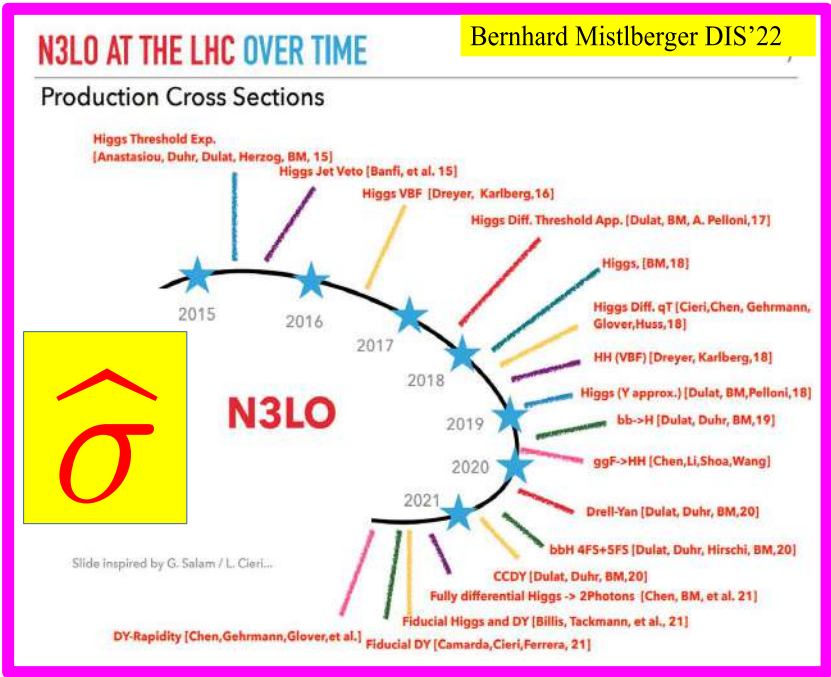 N3LO AT THE LHC OVER TIME
Bernhard Mistlberger DIS'22
Production Cross Sections
Higgs Threshold Exp.
[Anastasiou, Duhr, Dulat, Herzog, BM, 15]
Higgs Jet Veto [Banfi, et al. 15]
Higgs VBF [Dreyer, Karlberg,16]
Higgs Diff. Threshold App. [Dulat, BM, A. Pelloni,17]
Higgs, [BM,18]
Higgs Diff. qT [Cieri,Chen, Gehrmann,
Glover,Huss,18]
HH (VBF) [Dreyer, Karlberg,18]
Higgs (Y approx.) [Dulat, BM,Pelloni,18]
bb->H [Dulat, Duhr, BM,19]
ggF->HH [Chen,Li,Shoa,Wang]
Drell-Yan [Dulat, Duhr, BM,20]
bbH 4FS+5FS [Dulat, Duhr, Hirschi, BM,20]
CCDY [Dulat, Duhr, BM,20]
Fully differential Higgs -> 2Photons [Chen, BM, et al. 21]
Fiducial Higgs and DY [Billis, Tackmann, et al., 21]
Fiducial DY [Camarda,Cieri,Ferrera, 21]
DY-Rapidity [Chen,Gehrmann,Glover,et al.]
2015
2016
2017
2018
2019
2020
2021
N3LO
σ̂
Slide inspired by G. Salam / L. Cieri...